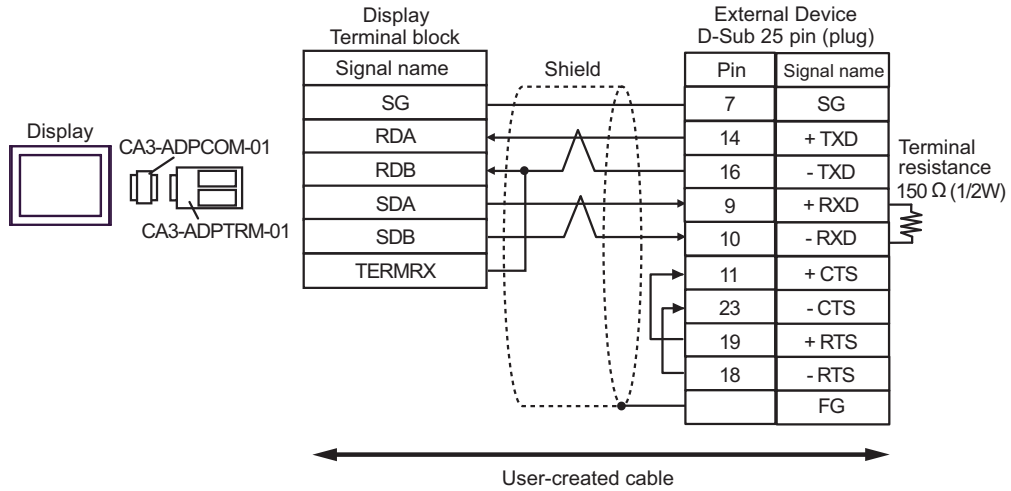 Display
Terminal block
External Device
D-Sub 25 pin (plug)
Signal name
Shield
Pin
Signal name
SG
7
SG
Display
CA3-ADPCOM-01
CA3-ADPTRM-01
RDA
14
+ TXD
RDB
16
- TXD
Terminal
resistance
150 Ω (1/2W)
SDA
9
+ RXD
SDB
10
- RXD
TERMRX
11
+ CTS
23
- CTS
19
+ RTS
18
- RTS
FG
User-created cable